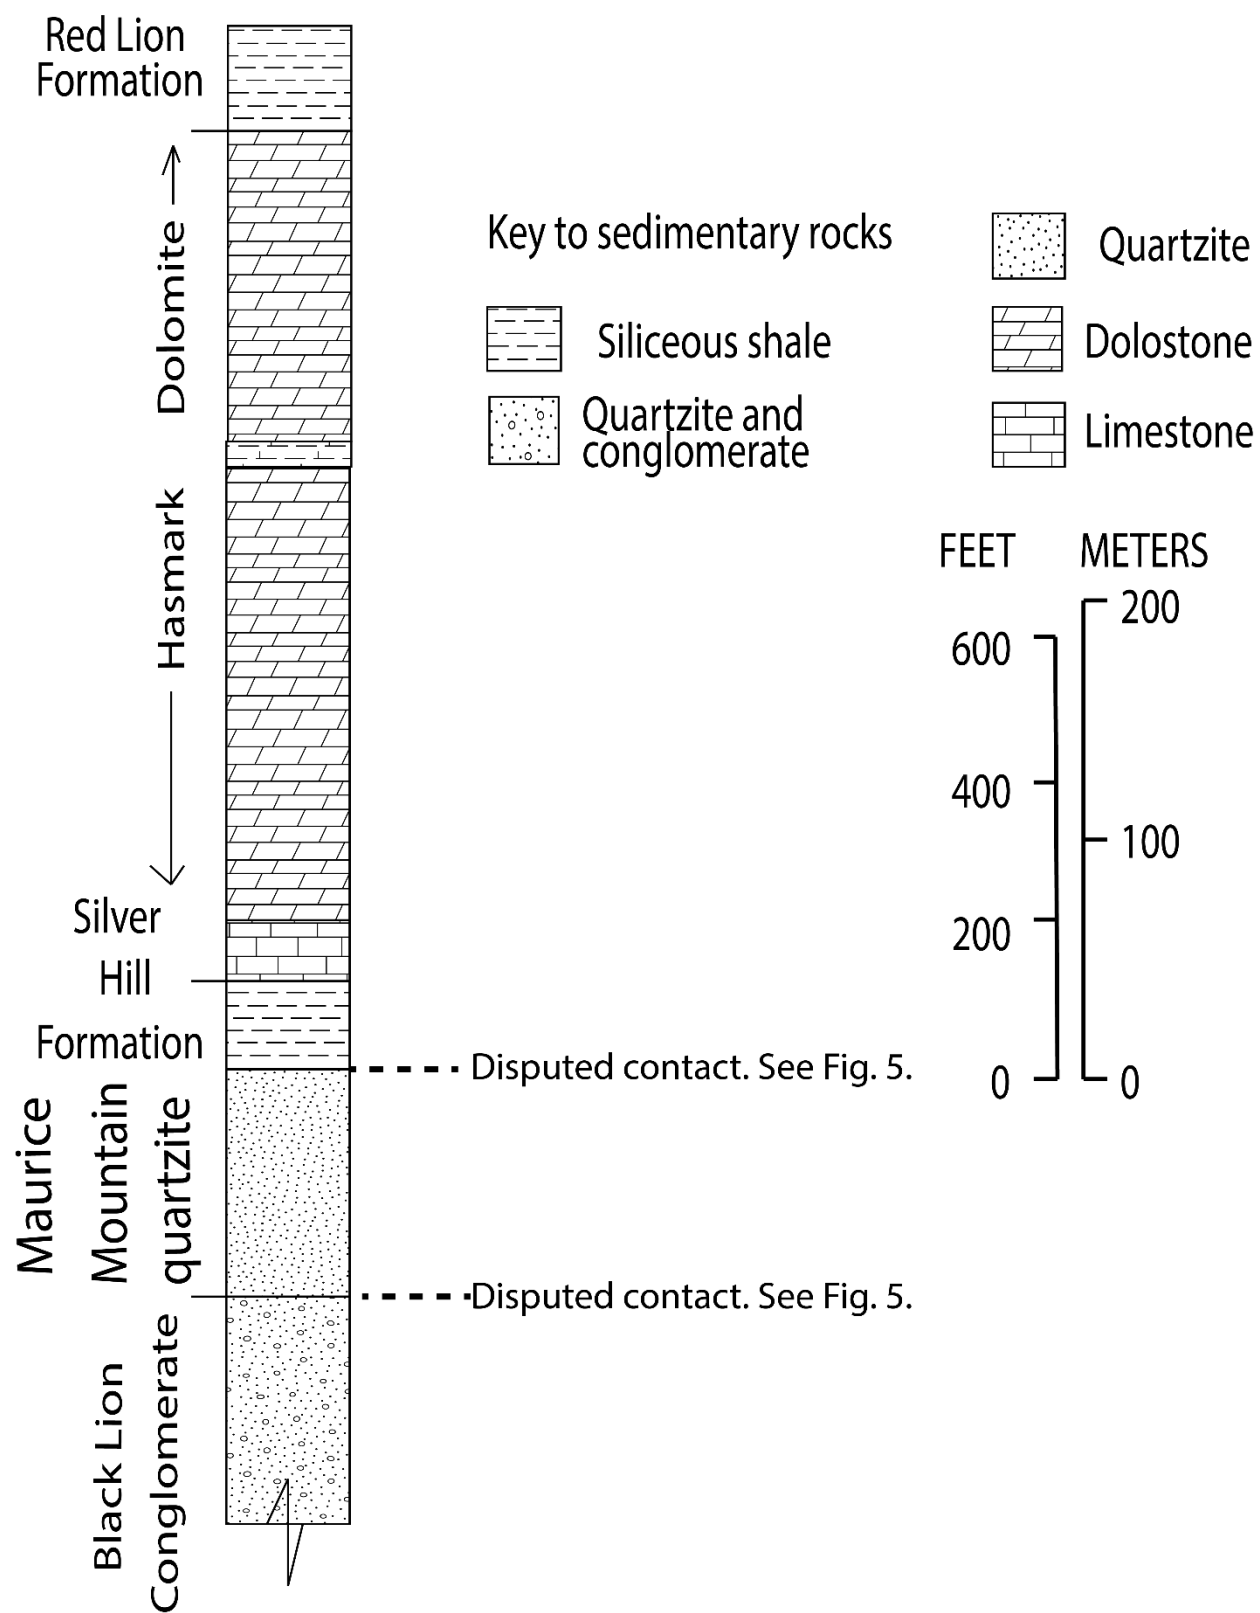 Red Lion
Formation
Dolomite
Hasmark
Silver
Hill
Formation
Maurice
Mountain
quartzite
Black Lion
Conglomerate
Key to sedimentary rocks
Siliceous shale
Quartzite and
conglomerate
Quartzite
Dolostone
Limestone
FEET
METERS
600
400
200
0
200
100
0
Disputed contact. See Fig. 5.
Disputed contact. See Fig. 5.